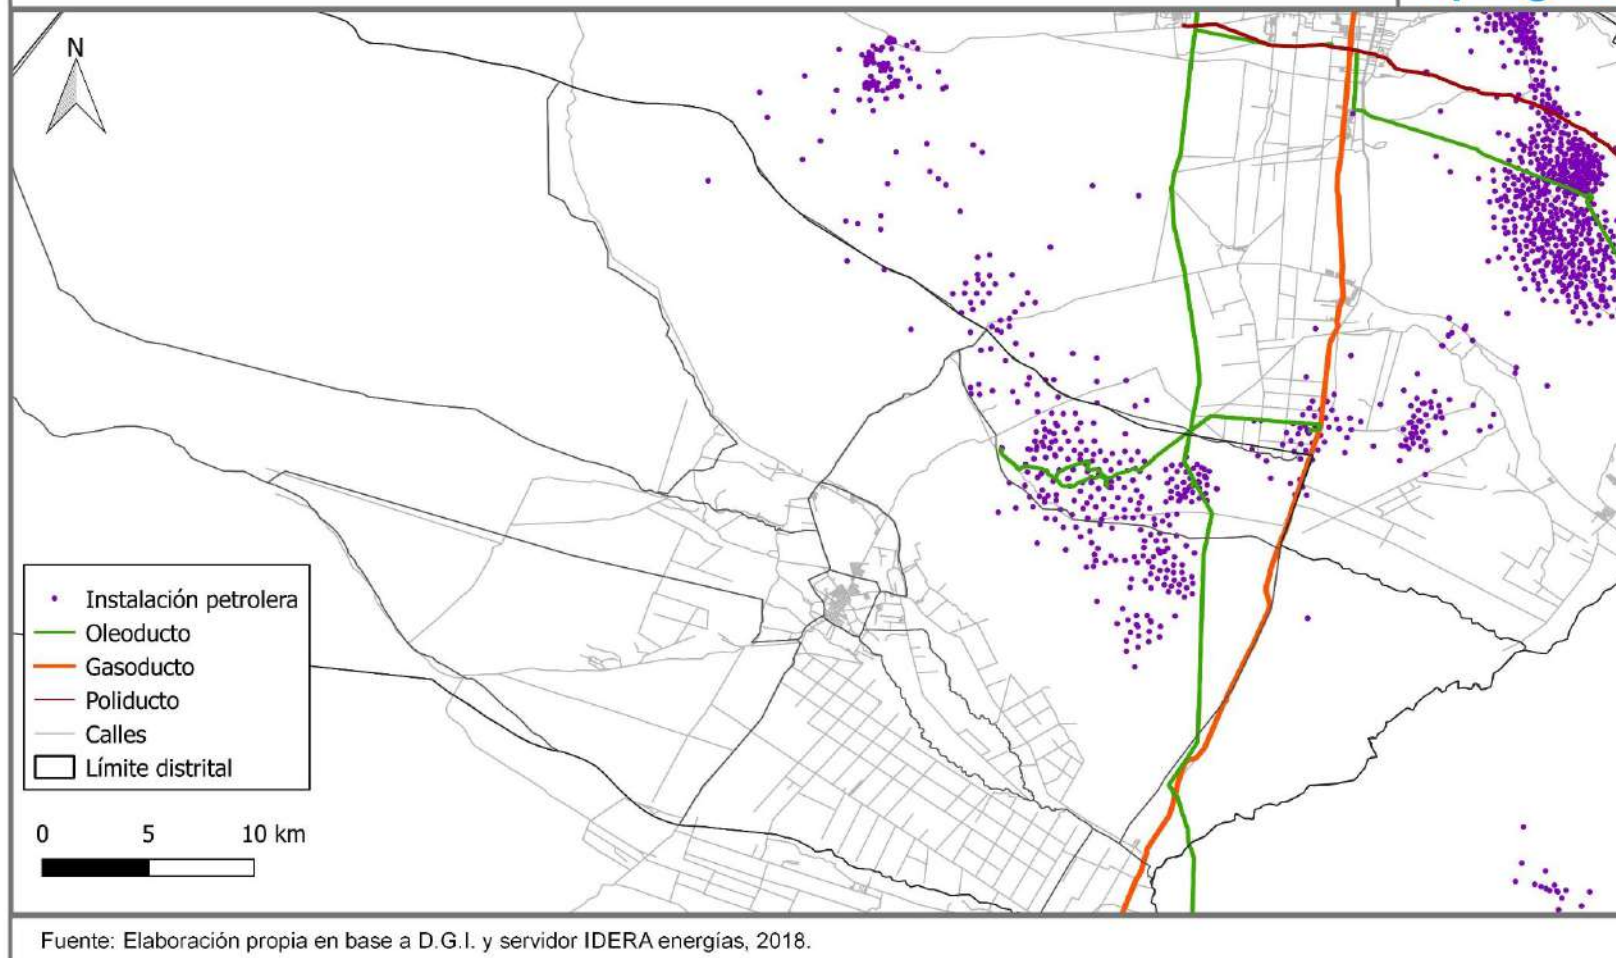 N
Instalación petrolera
Oleoducto
Gasoducto
Poliducto
Calles
Límite distrital
0 5 10 km
Fuente: Elaboración propia en base a D.G.I. y servidor IDERA energías, 2018.